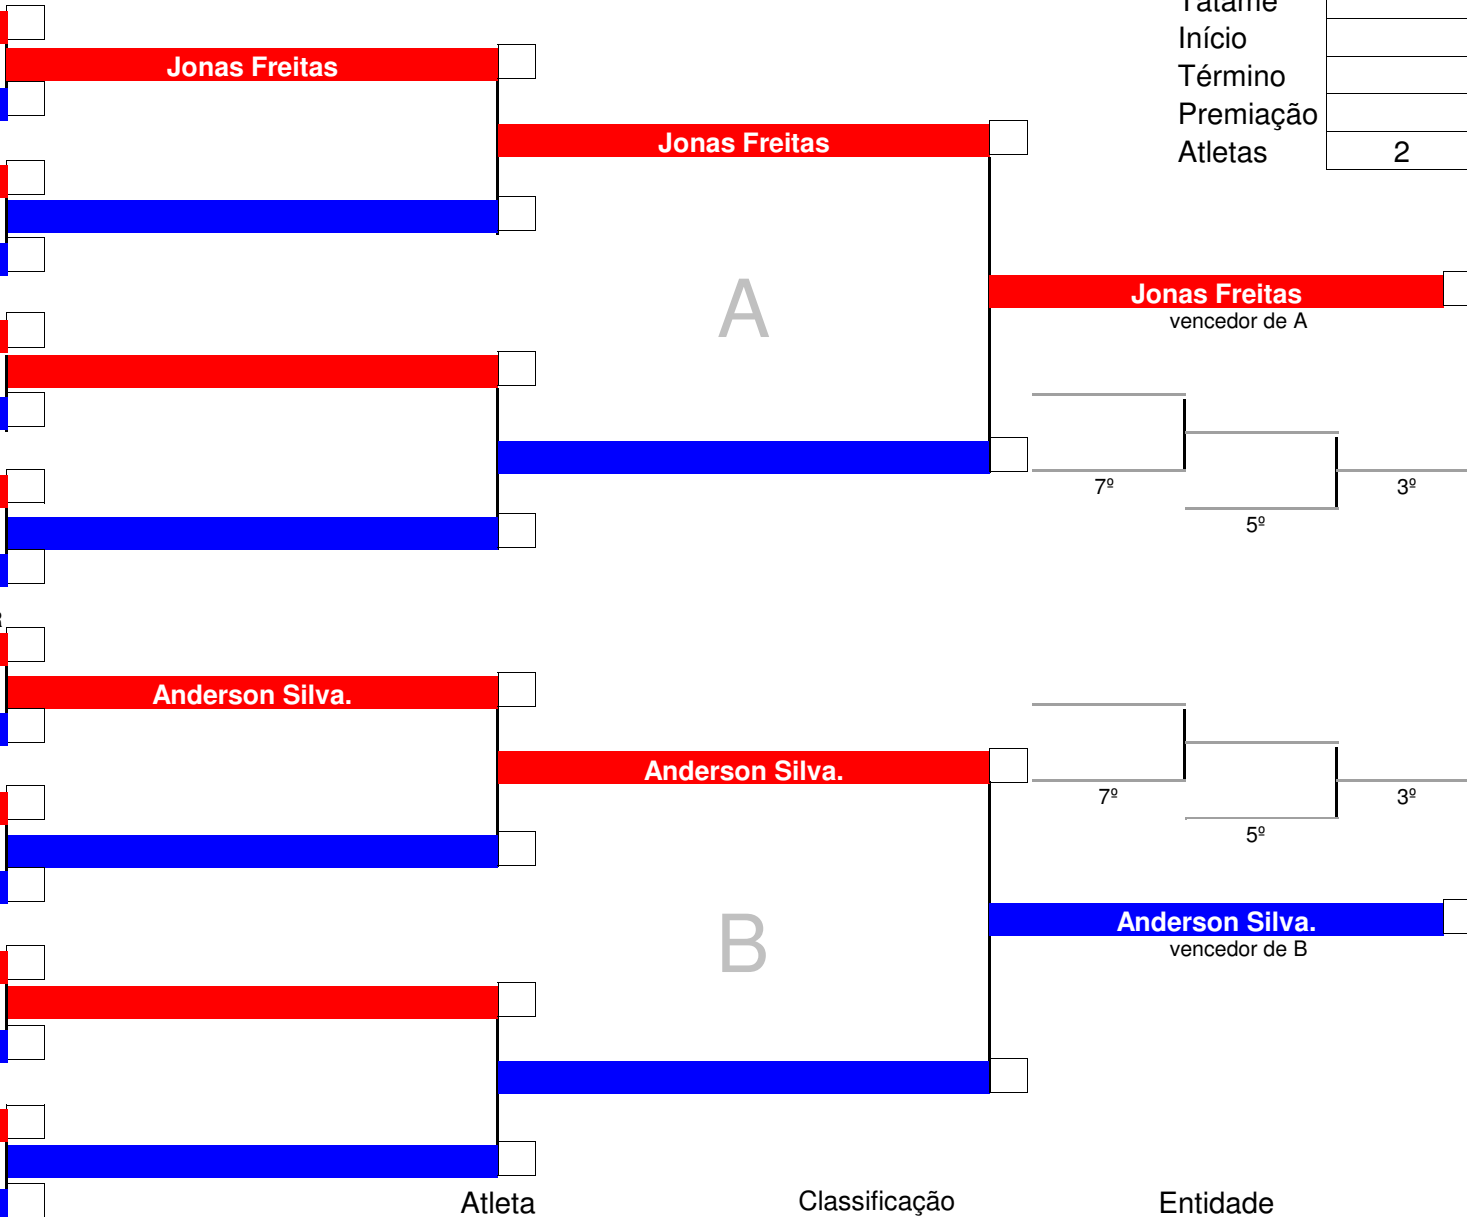 Tatame
Início
Jonas Freitas
Término
Premiação
Jonas Freitas
Atletas 2
A
Jonas Freitas
vencedor de A
7º 3º
5º
Anderson Silva.
Anderson Silva.
7º 3º
5º
B
Anderson Silva.
vencedor de B
Atleta Classificação Entidade